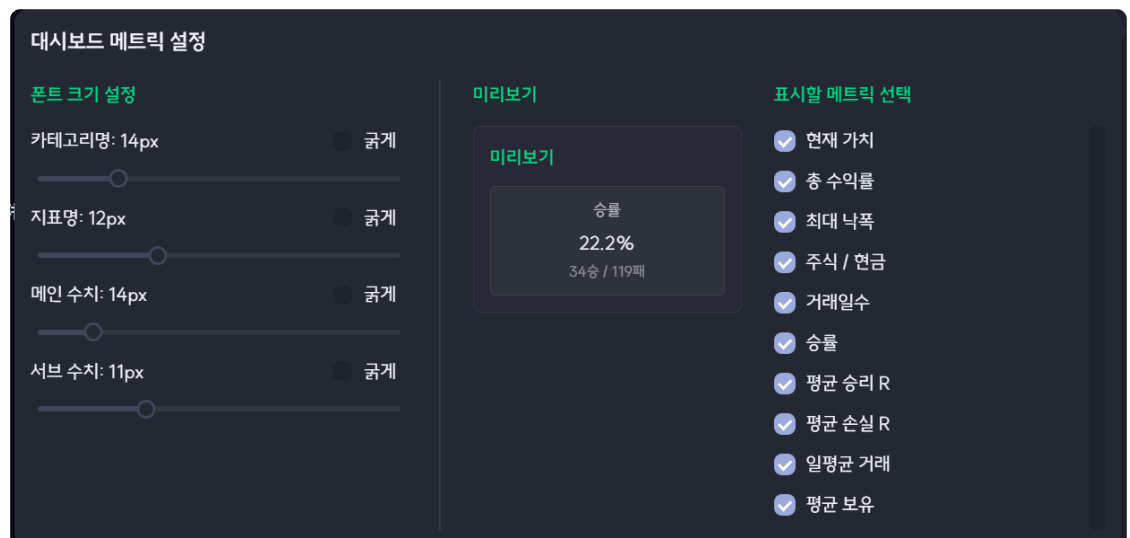 대시보드 메트릭 설정
폰트 크기 설정
카테고리명: 14px
굵게
지표명: 12px
굵게
메인 수치: 14px
굵게
서브 수치: 11px
굵게
미리보기
미리보기
승률
22.2%
34승 / 119패
표시할 메트릭 선택
현재 가치
총 수익률
최대 낙폭
주식 / 현금
거래일수
승률
평균 승리 R
평균 손실 R
일평균 거래
평균 보유